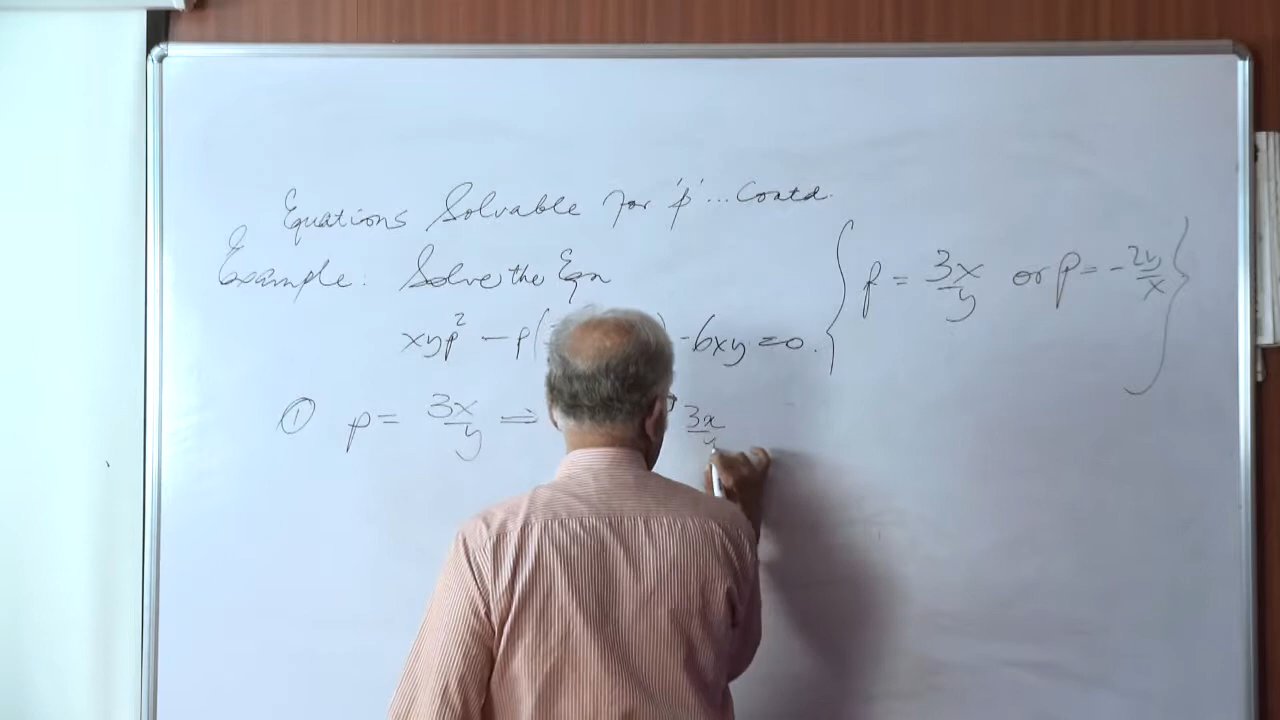 Equations Solvable for 'p' ... Contd.
Example: Solve the Eqn
xyp² - p( ) - 6xy = 0. { p = 3x/y or p = -2y/x }
① p = 3x/y ⇒ 3x/y